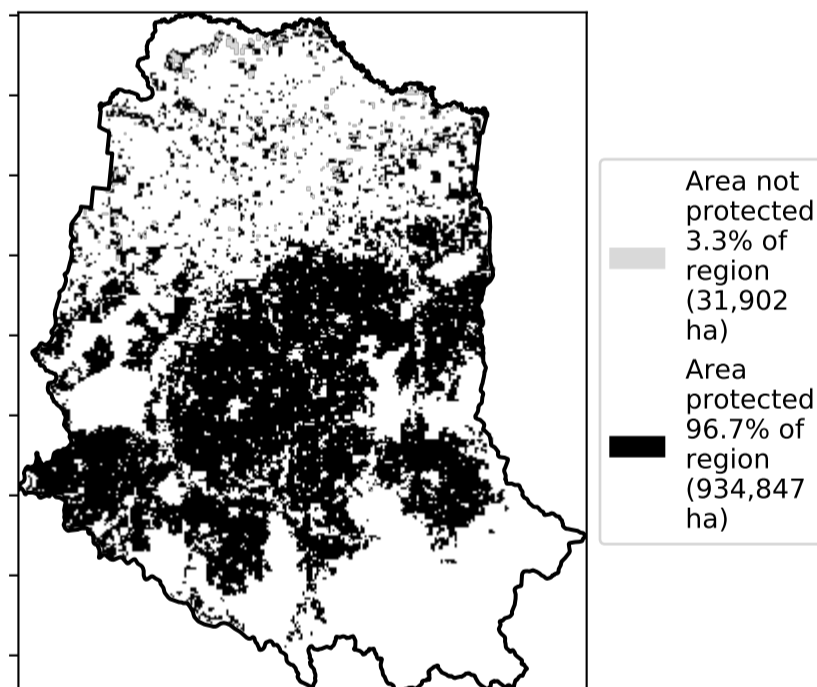 Area not
protected
3.3% of
region
(31,902
ha)
Area
protected
96.7% of
region
(934,847
ha)